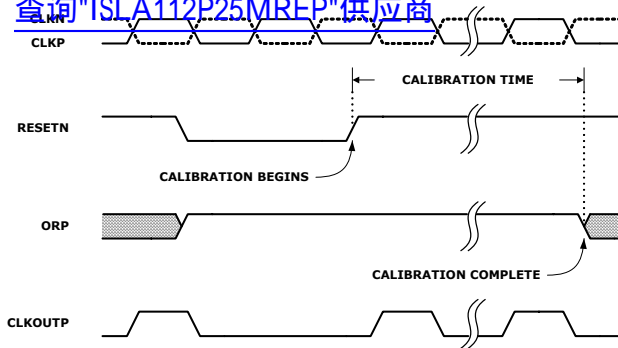 查询"ISLA112P25MREP"供应商
CLKN
CLKP
CALIBRATION TIME
RESETN
CALIBRATION BEGINS
ORP
CALIBRATION COMPLETE
CLKOUTP